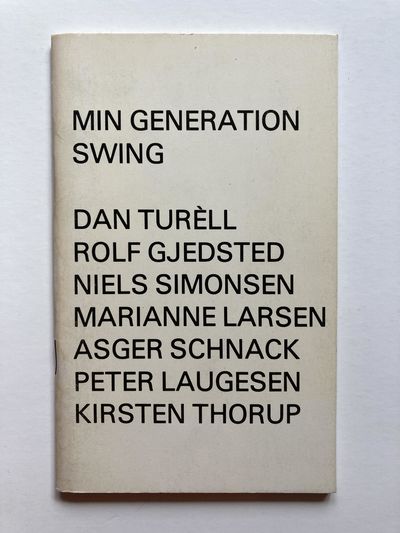 MIN GENERATION
SWING
DAN TURÈLL
ROLF GJEDSTED
NIELS SIMONSEN
MARIANNE LARSEN
ASGER SCHNACK
PETER LAUGESEN
KIRSTEN THORUP